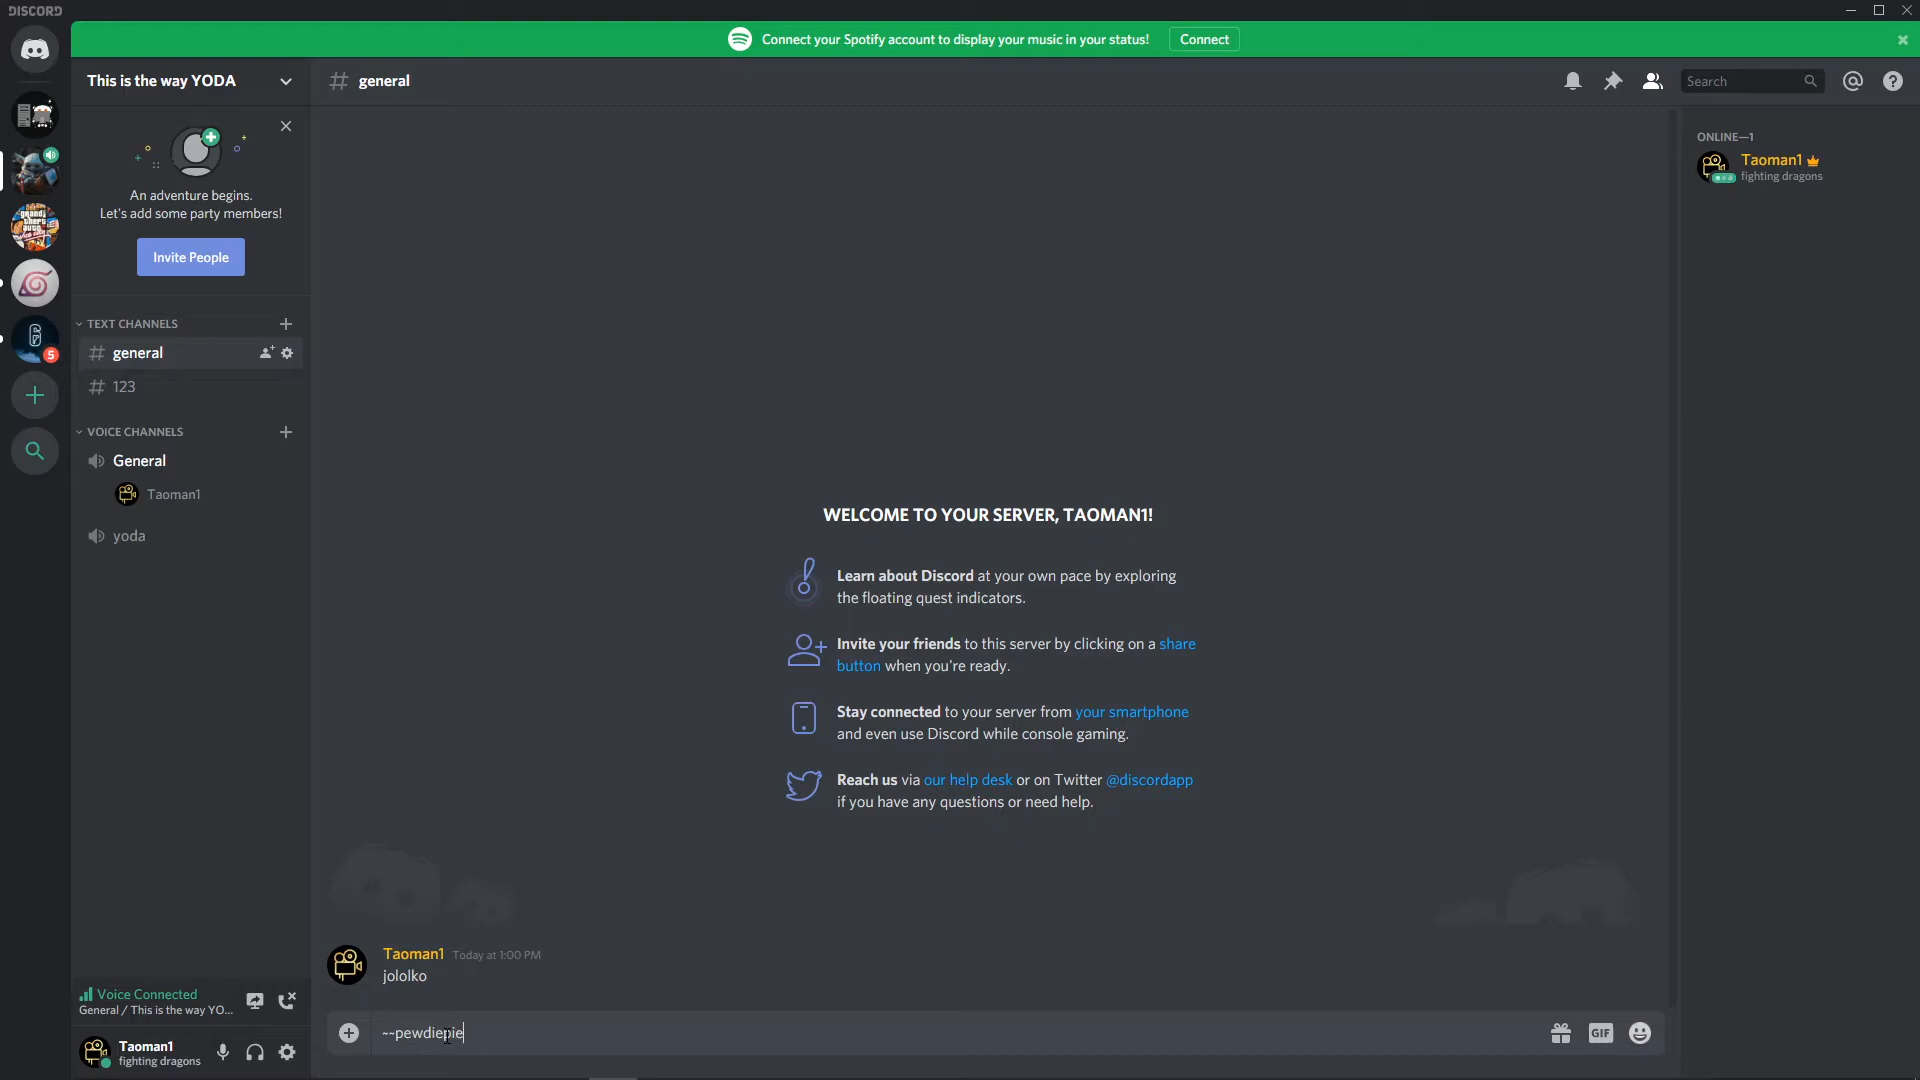 DISCORD
Connect your Spotify account to display your music in your status!
Connect
This is the way YODA
general
Search
An adventure begins.
Let's add some party members!
Invite People
TEXT CHANNELS
general
123
VOICE CHANNELS
General
Taoman1
yoda
5
ONLINE—1
Taoman1
fighting dragons
WELCOME TO YOUR SERVER, TAOMAN1!
Learn about Discord at your own pace by exploring
the floating quest indicators.
Invite your friends to this server by clicking on a share
button when you're ready.
Stay connected to your server from your smartphone
and even use Discord while console gaming.
Reach us via our help desk or on Twitter @discordapp
if you have any questions or need help.
Taoman1 Today at 1:00 PM
jololko
~~pewdiepie
GIF
Voice Connected
General / This is the way YO...
Taoman1
fighting dragons